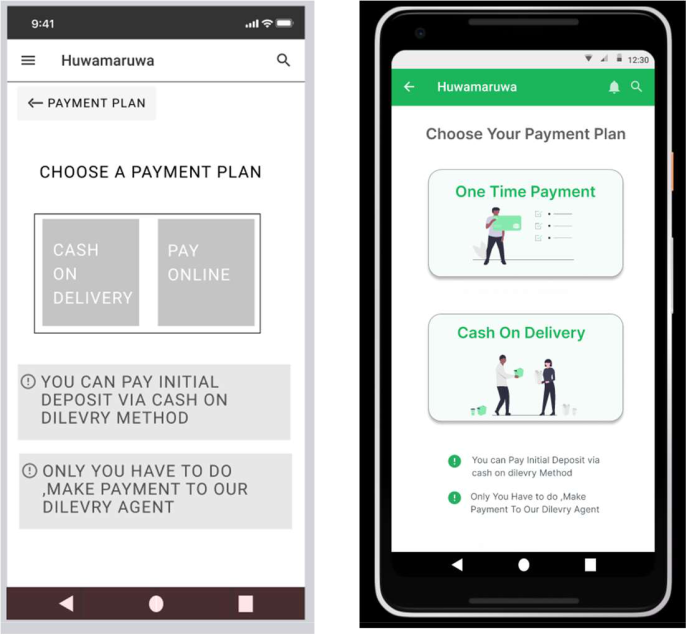 9:41
Huwamaruwa
PAYMENT PLAN
CHOOSE A PAYMENT PLAN
CASH
ON
DELIVERY
PAY
ONLINE
YOU CAN PAY INITIAL
DEPOSIT VIA CASH ON
DILEVRY METHOD
ONLY YOU HAVE TO DO
,MAKE PAYMENT TO OUR
DILEVRY AGENT
12:30
Huwamaruwa
Choose Your Payment Plan
One Time Payment
Cash On Delivery
You can Pay Initial Deposit via
cash on dilevry Method
Only You Have to do ,Make
Payment To Our Dilevry Agent